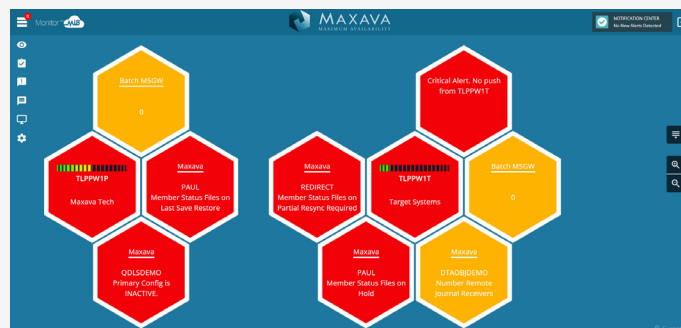 Monitor Mi8
MAXAVA
MAXIMUM AVAILABILITY
NOTIFICATION CENTER
No New Alerts Detected
Batch MSGW
0
Critical Alert. No push
from TLPPW1T
TLPPW1P
Maxava Tech
Maxava
PAUL
Member Status Files on
Last Save Restore
Maxava
REDIRECT
Member Status Files on
Partial Resync Required
TLPPW1T
Target Systems
Batch MSGW
0
Maxava
QDLSDEMO
Primary Config is
INACTIVE.
Maxava
PAUL
Member Status Files on
Hold
Maxava
DTAOBJDEMO
Number Remote
Journal Receivers